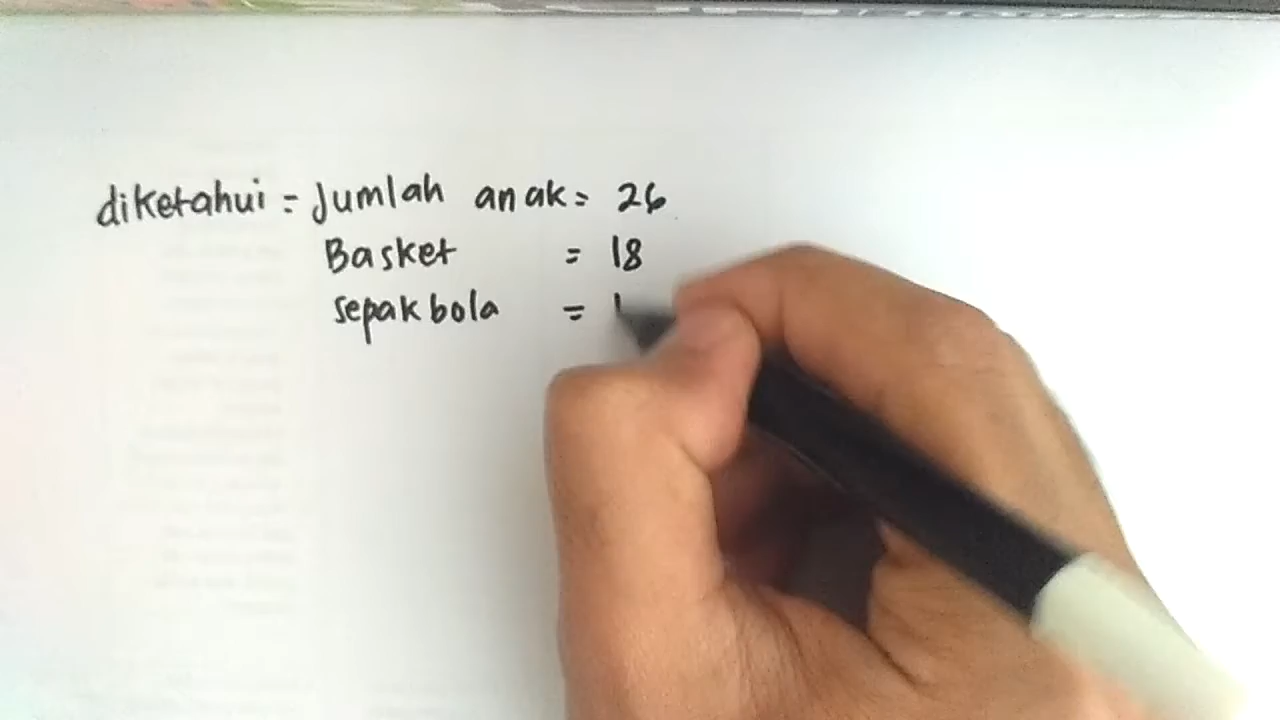 diketahui = Jumlah anak = 26
Basket = 18
sepak bola =